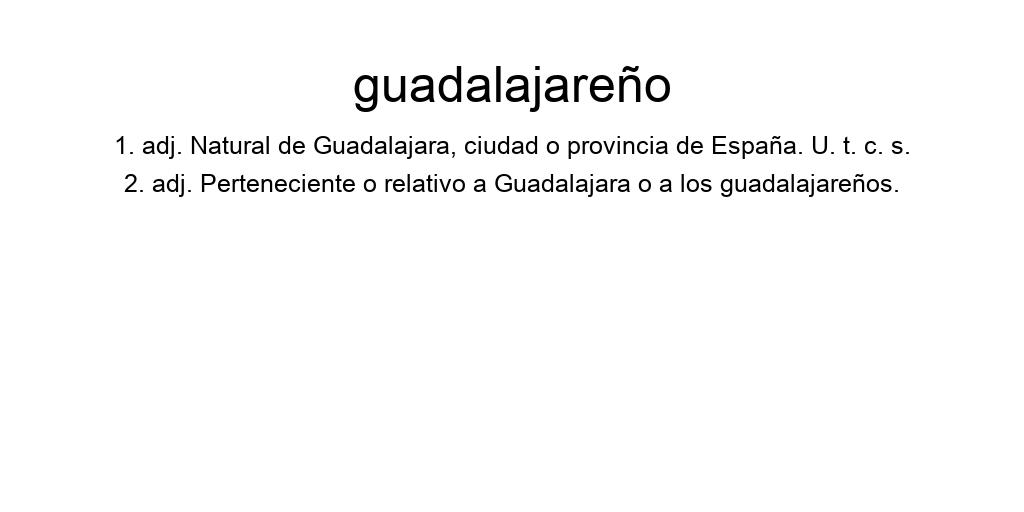 guadalajareño
1. adj. Natural de Guadalajara, ciudad o provincia de España. U. t. c. s.
2. adj. Perteneciente o relativo a Guadalajara o a los guadalajareños.